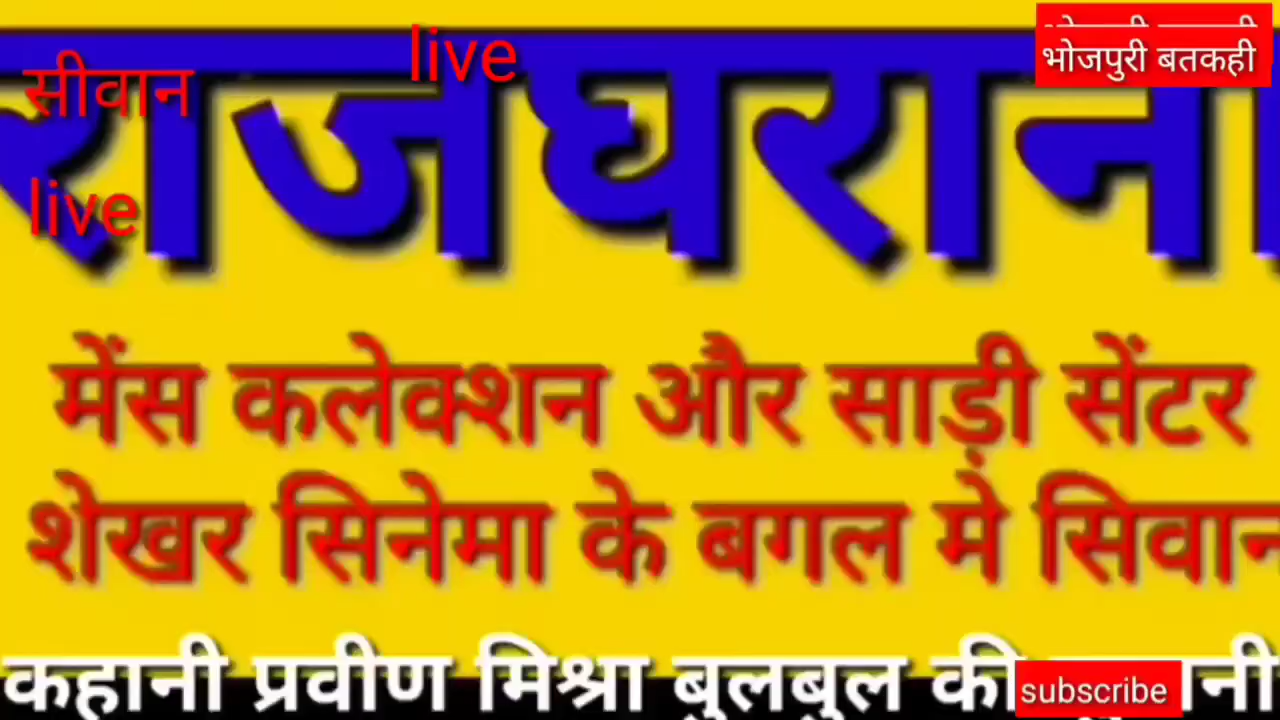 live
भोजपुरी बतकही
सीवान
राजघराना
live
मेंस कलेक्शन और साड़ी सेंटर
शेखर सिनेमा के बगल में सिवान
कहानी प्रवीण मिश्रा बुलबुल की
subscribe